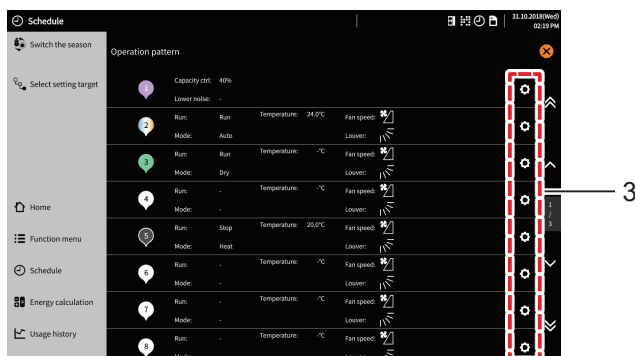 Schedule
31.10.2018(Wed)
02:19 PM
Switch the season
Select setting target
Home
Function menu
Schedule
Energy calculation
Usage history
Operation pattern
1
Capacity ctrl: 40%
Lower noise: -
2
Run: Run Temperature: 24.0°C Fan speed:
Mode: Auto Louver:
3
Run: Run Temperature: -°C Fan speed:
Mode: Dry Louver:
4
Run: - Temperature: -°C Fan speed:
Mode: - Louver:
5
Run: Stop Temperature: 20.0°C Fan speed:
Mode: Heat Louver:
6
Run: - Temperature: -°C Fan speed:
Mode: - Louver:
7
Run: - Temperature: -°C Fan speed:
Mode: - Louver:
8
Run: - Temperature: -°C Fan speed:
1
/
3
3